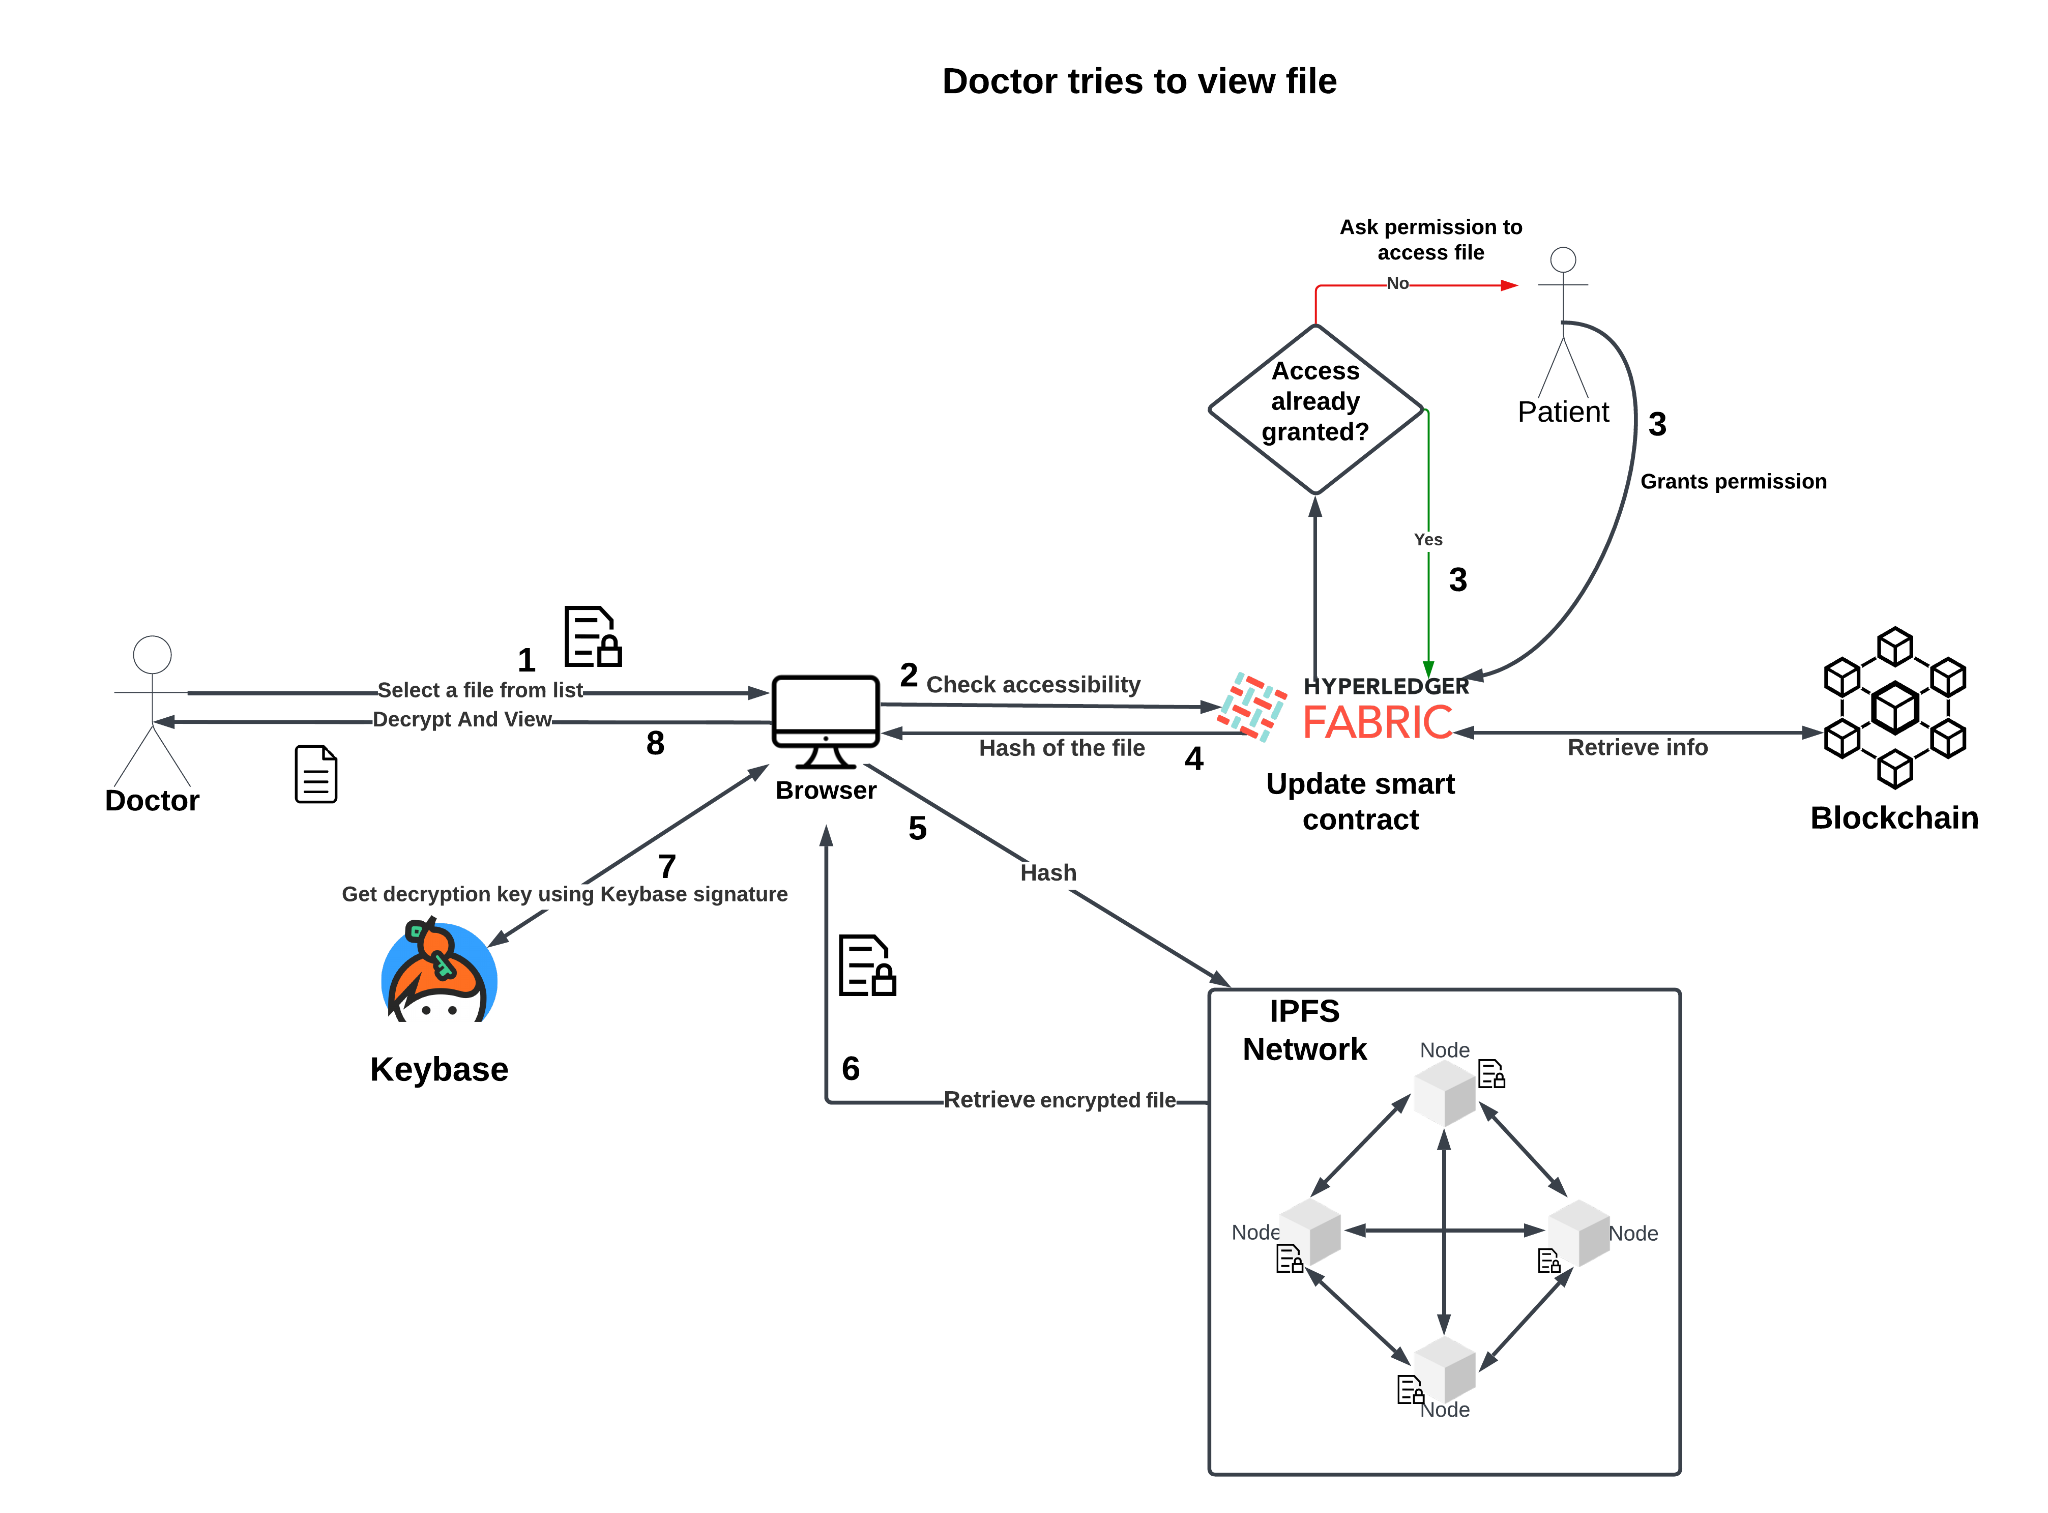 Doctor tries to view file
Ask permission to
access file
No
Access
already
granted?
Patient
3
Grants permission
Yes
3
1
Select a file from list
Decrypt And View
8
Doctor
2
Check accessibility
Hash of the file
4
Browser
HYPERLEDGER
FABRIC
Update smart
contract
Retrieve info
Blockchain
5
Hash
7
Get decryption key using Keybase signature
Keybase
6
Retrieve encrypted file
IPFS
Network
Node
Node
Node
Node